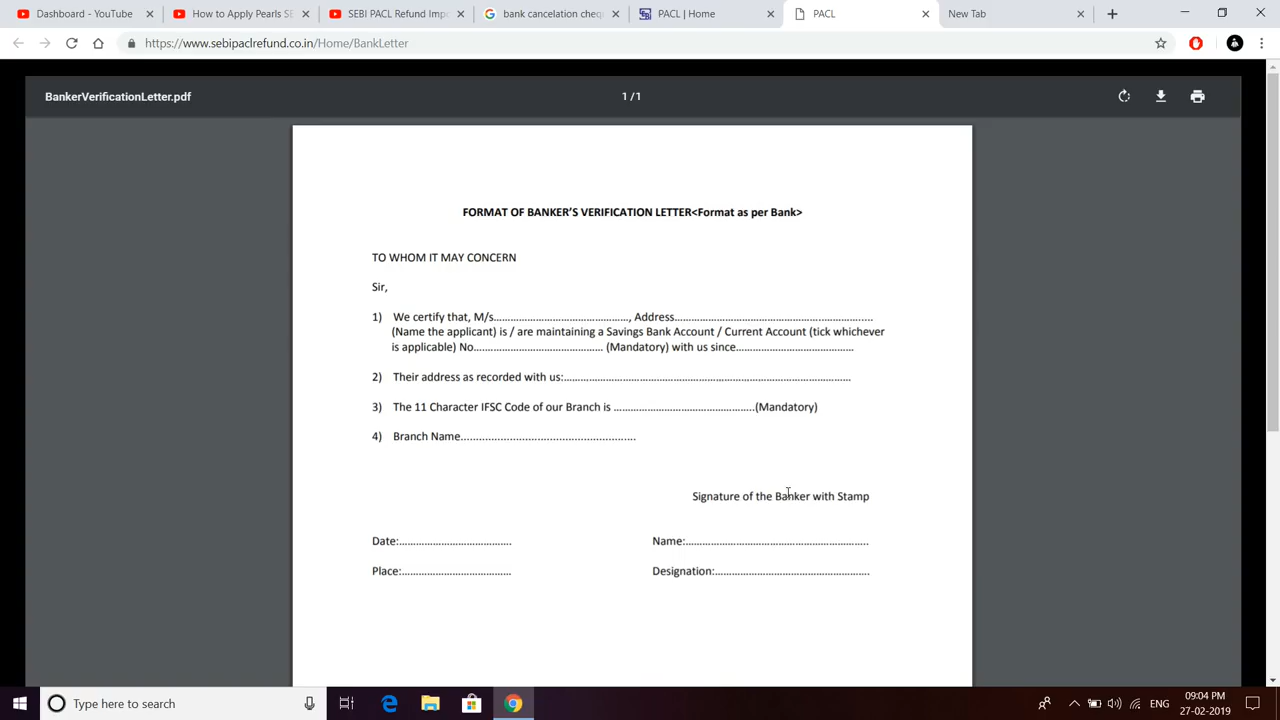 Dashboard - YouTube
How to Apply Pearls SE
SEBI PACL Refund Impo
bank cancelation chequ
PACL | Home
PACL
New Tab
https://www.sebipaclrefund.co.in/Home/BankLetter
BankerVerificationLetter.pdf
1 / 1
FORMAT OF BANKER'S VERIFICATION LETTER<Format as per Bank>
TO WHOM IT MAY CONCERN
Sir,
1) We certify that, M/s............................................, Address..................................................................
(Name the applicant) is / are maintaining a Savings Bank Account / Current Account (tick whichever
is applicable) No.......................................... (Mandatory) with us since.......................................
2) Their address as recorded with us:...............................................................................................
3) The 11 Character IFSC Code of our Branch is ...............................................(Mandatory)
4) Branch Name.........................................................
Signature of the Banker with Stamp
Date:.....................................
Name:.............................................................
Place:....................................
Designation:...................................................
Type here to search
ENG
09:04 PM
27-02-2019